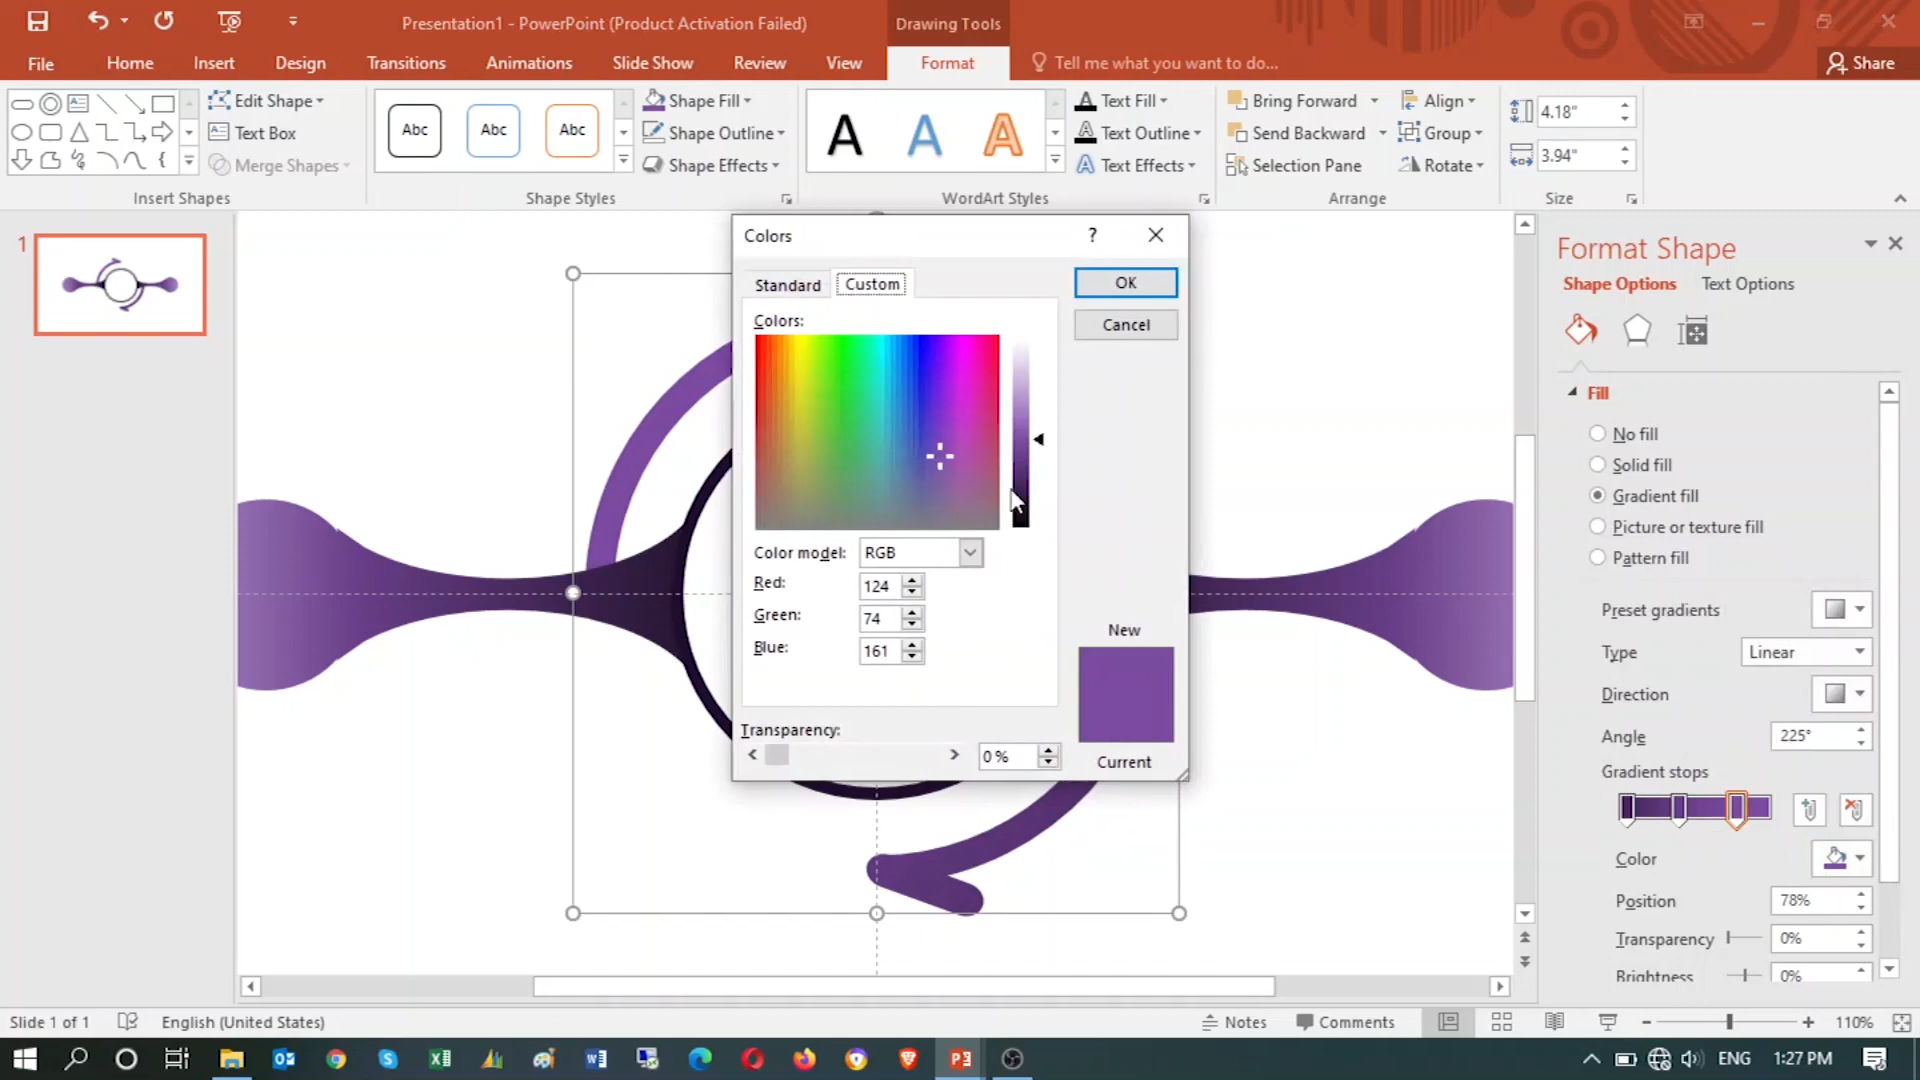 Presentation1 - PowerPoint (Product Activation Failed)
Drawing Tools
File
Home
Insert
Design
Transitions
Animations
Slide Show
Review
View
Format
Tell me what you want to do...
Share
Edit Shape
Text Box
Merge Shapes
Insert Shapes
Abc
Abc
Abc
Shape Fill
Shape Outline
Shape Effects
Shape Styles
A
A
A
Text Fill
Text Outline
Text Effects
WordArt Styles
Bring Forward
Send Backward
Selection Pane
Align
Group
Rotate
Arrange
4.18"
3.94"
Size
1
Colors
?
Standard
Custom
OK
Cancel
Colors:
Color model:
RGB
Red:
124
Green:
74
Blue:
161
Transparency:
0 %
New
Current
Format Shape
Shape Options
Text Options
Fill
No fill
Solid fill
Gradient fill
Picture or texture fill
Pattern fill
Preset gradients
Type
Linear
Direction
Angle
225°
Gradient stops
Color
Position
78%
Transparency
0%
Brightness
0%
Slide 1 of 1
English (United States)
Notes
Comments
110%
ENG
1:27 PM